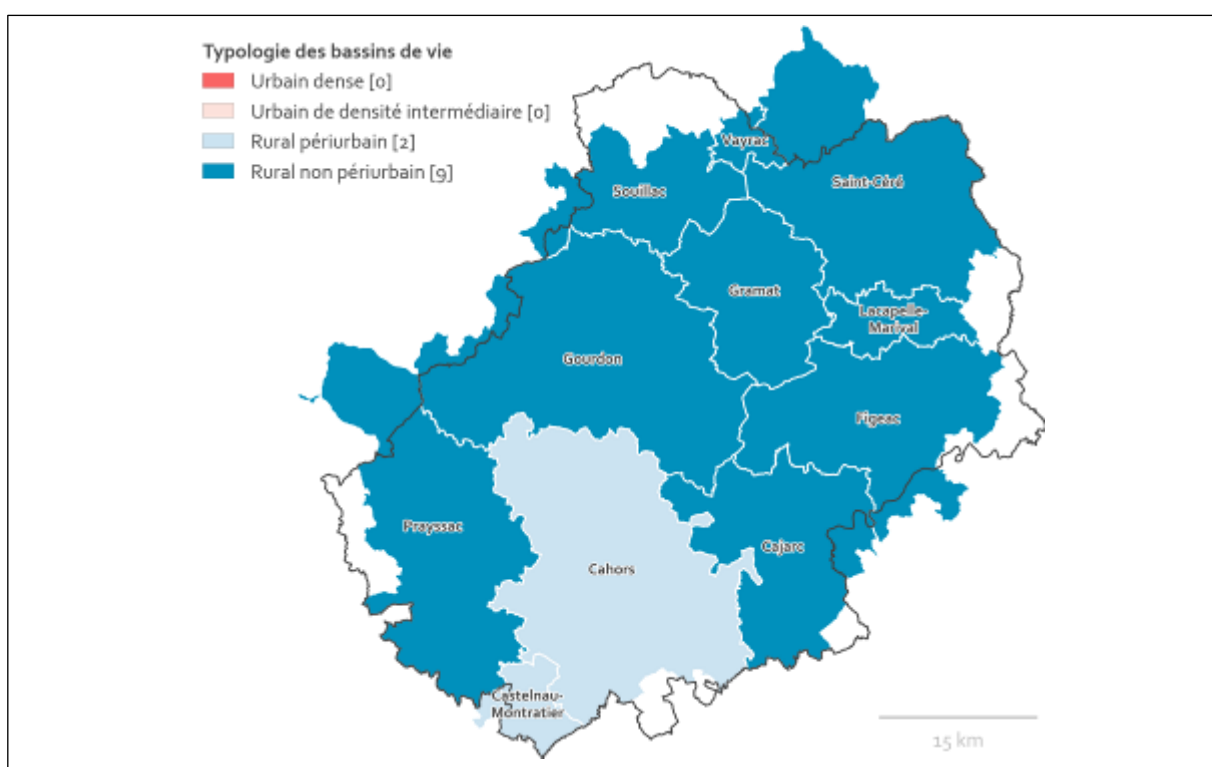 Typologie des bassins de vie
Urbain dense [0]
Urbain de densité intermédiaire [0]
Rural périurbain [2]
Rural non périurbain [9]
Vayrac
Souillac
Saint-Céré
Gramat
Lacapelle-
Marival
Gourdon
Figeac
Prayssac
Cajarc
Cahors
Castelnau-
Montratier
15 km